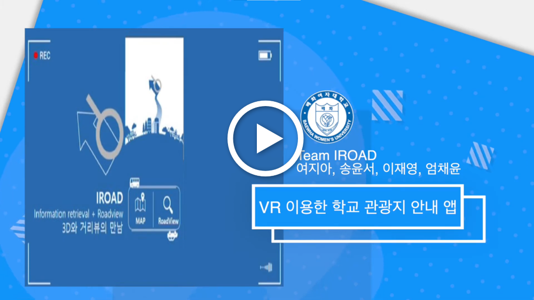 REC
IROAD
Information retrieval + Roadview
3D와 거리뷰의 만남
MAP
RoadView
Team IROAD
여지아, 송윤서, 이재영, 엄채윤
VR 이용한 학교 관광지 안내 앱